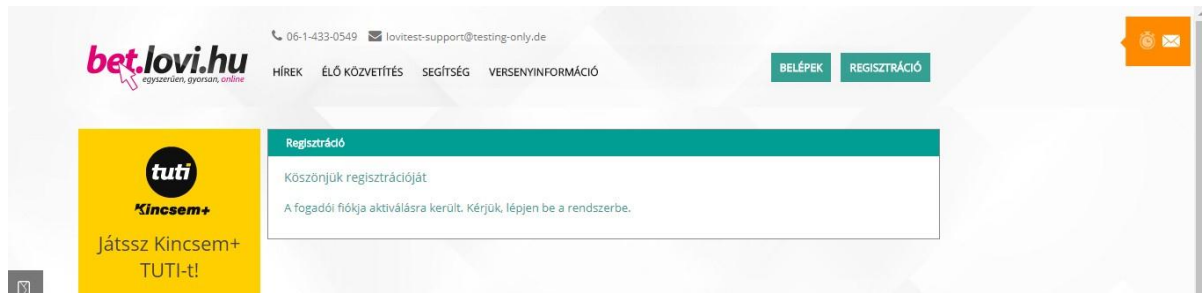 06-1-433-0549 lovitest-support@testing-only.de
bet.lovi.hu
egyszerűen, gyorsan, online
HÍREK ÉLŐ KÖZVETÍTÉS SEGÍTSÉG VERSENYINFORMÁCIÓ
BELÉPEK REGISZTRÁCIÓ
tuti
Kincsem+
Játssz Kincsem+
TUTI-t!
Regisztráció
Köszönjük regisztrációját
A fogadói fiókja aktiválásra került. Kérjük, lépjen be a rendszerbe.